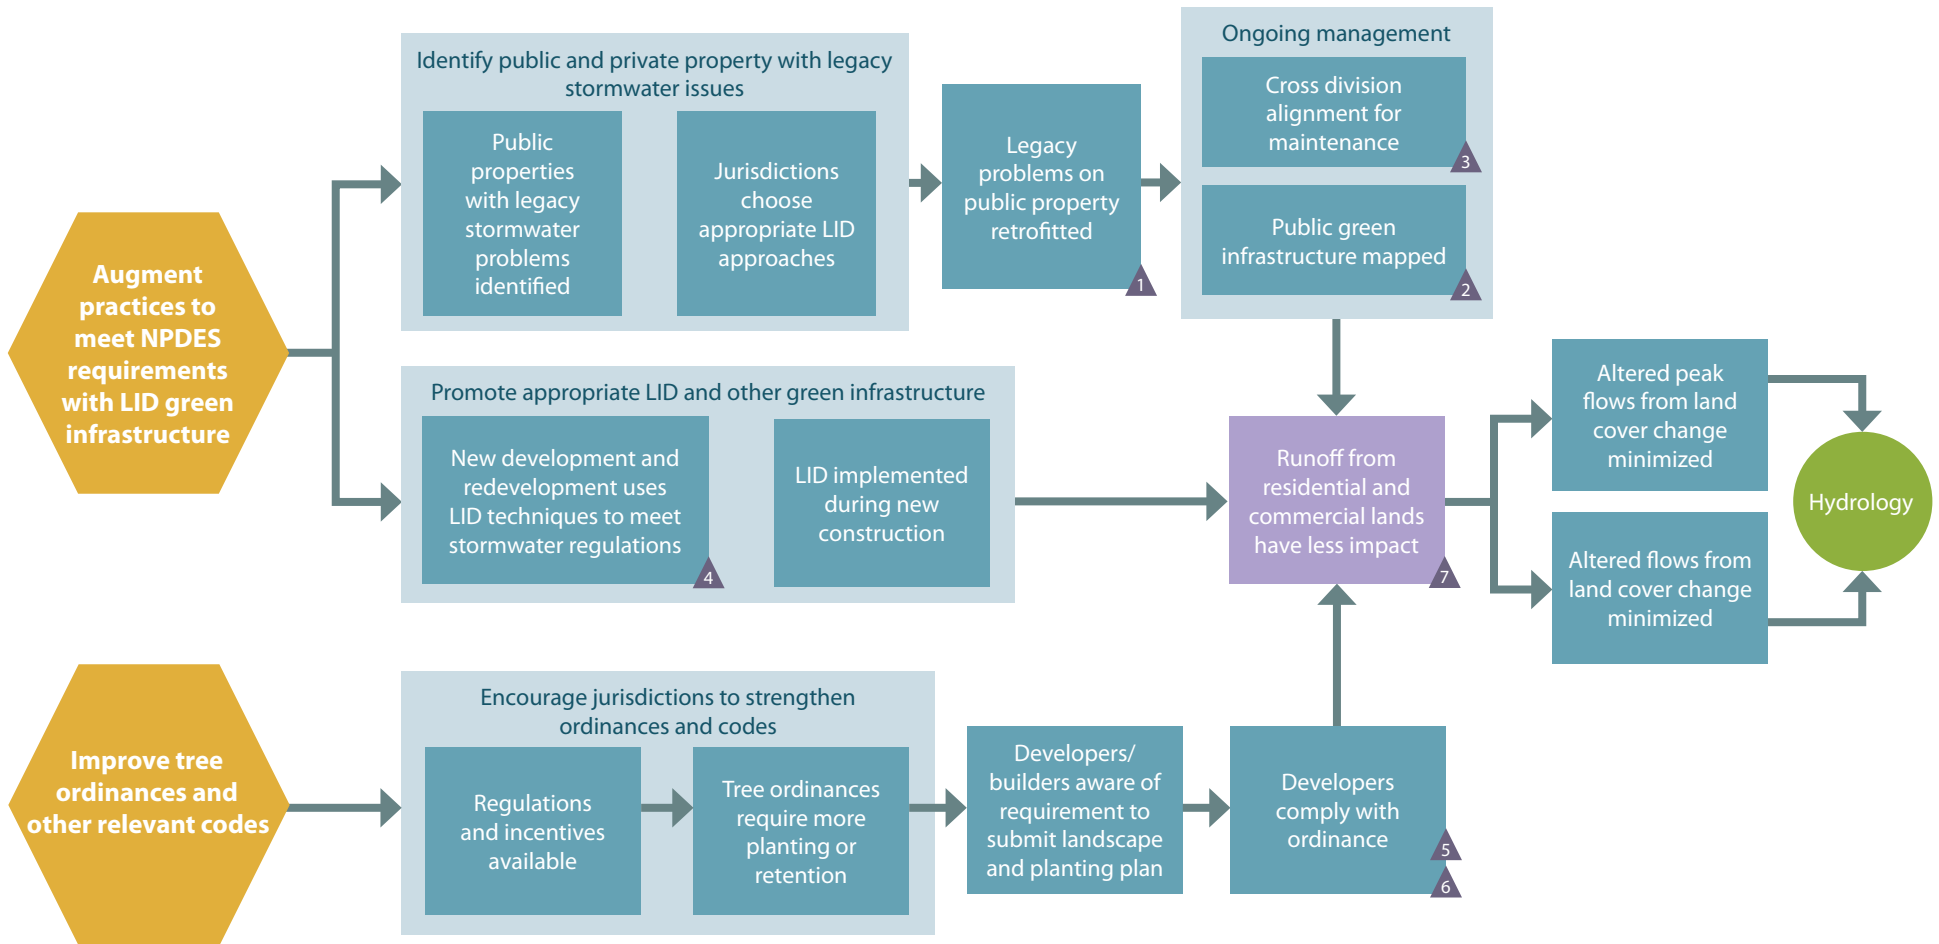 Augment
practices to
meet NPDES
requirements
with LID green
infrastructure
Identify public and private property with legacy
stormwater issues
Public
properties
with legacy
stormwater
problems
identified
Jurisdictions
choose
appropriate LID
approaches
Legacy
problems on
public property
retrofitted
1
Ongoing management
Cross division
alignment for
maintenance
3
Public green
infrastructure mapped
2
Promote appropriate LID and other green infrastructure
New development and
redevelopment uses
LID techniques to meet
stormwater regulations
4
LID implemented
during new
construction
Runoff from
residential and
commercial lands
have less impact
7
Altered peak
flows from land
cover change
minimized
Altered flows from
land cover change
minimized
Hydrology
Improve tree
ordinances and
other relevant codes
Encourage jurisdictions to strengthen
ordinances and codes
Regulations
and incentives
available
Tree ordinances
require more
planting or
retention
Developers/
builders aware of
requirement to
submit landscape
and planting plan
Developers
comply with
ordinance
5
6